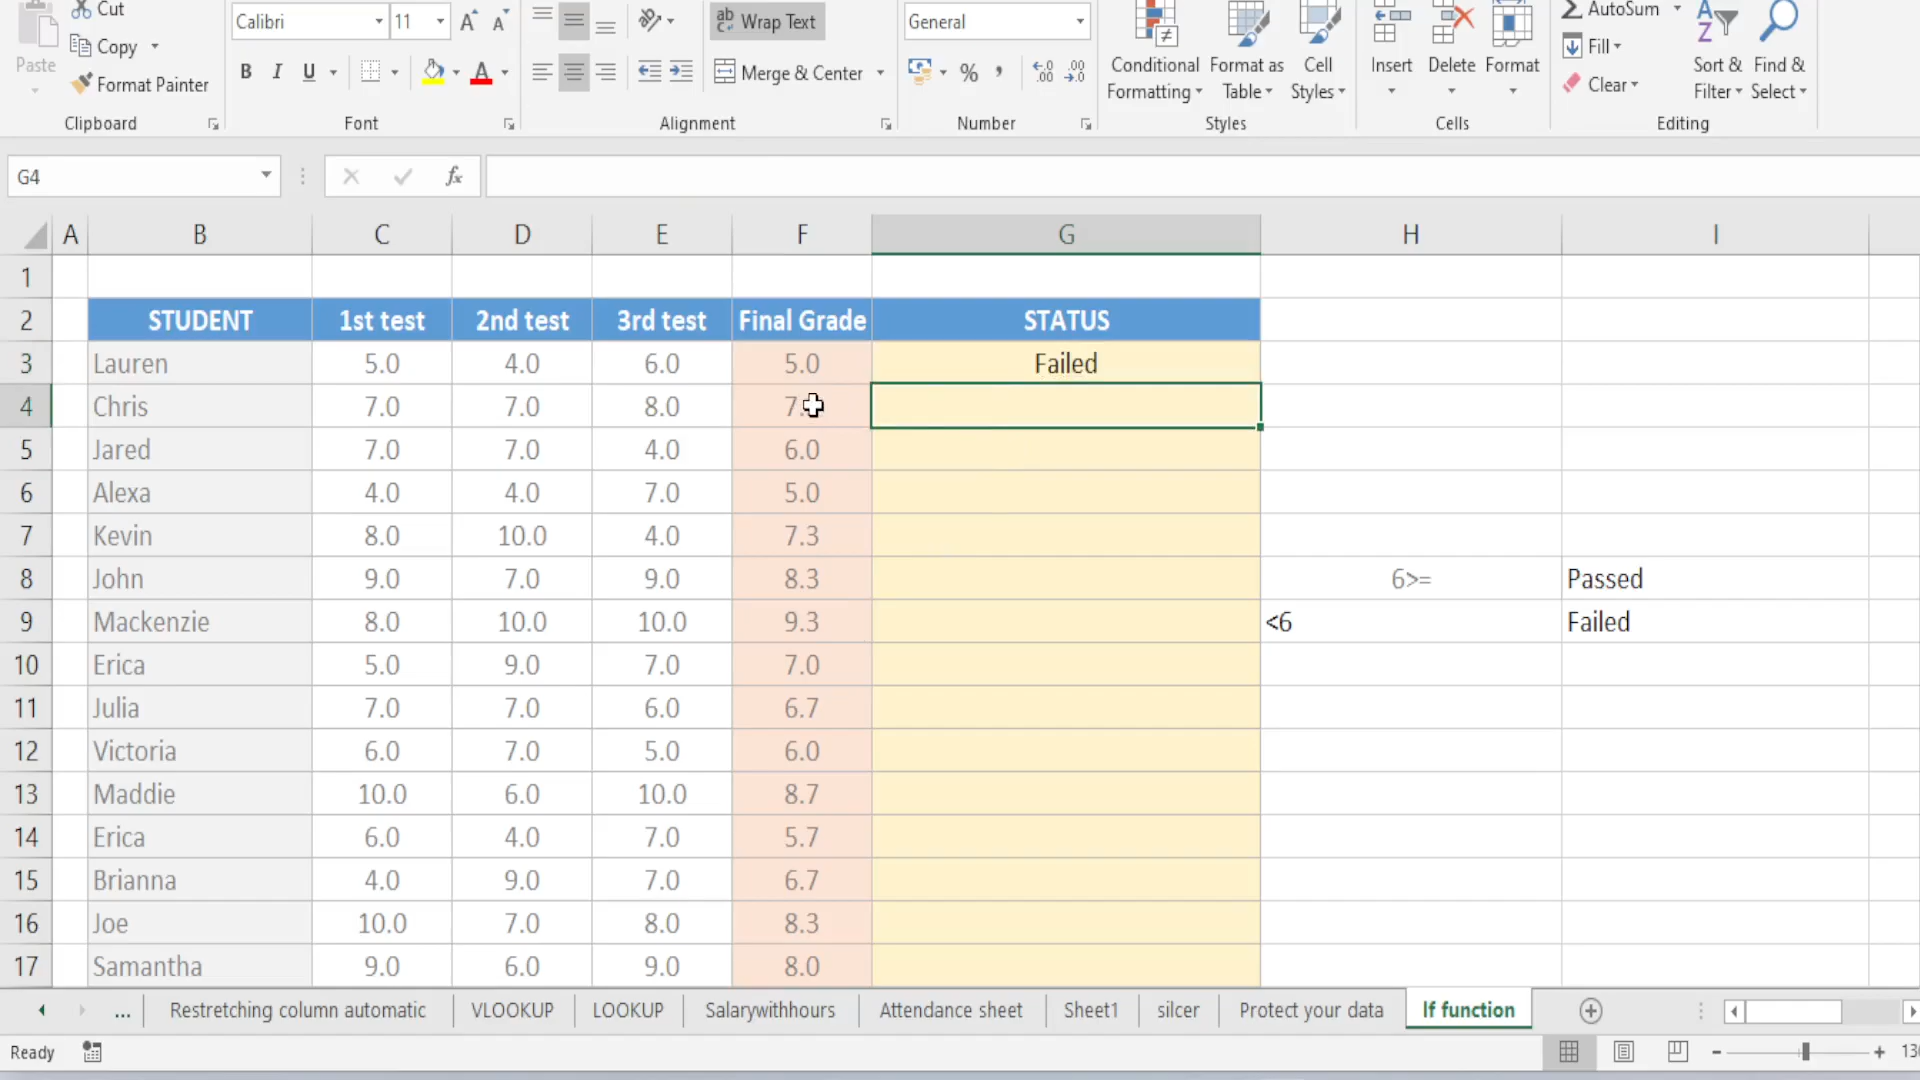 Cut
Calibri 11 A A ab Wrap Text General AutoSum
Paste Copy Conditional Formatting Format as Table Cell Styles Insert Delete Format Fill Sort & Filter Find & Select
Format Painter B I U A Merge & Center % , .00 Clear
Clipboard Font Alignment Number Styles Cells Editing
G4 fx
A B C D E F G H I
1
2 STUDENT 1st test 2nd test 3rd test Final Grade STATUS
3 Lauren 5.0 4.0 6.0 5.0 Failed
4 Chris 7.0 7.0 8.0
5 Jared 7.0 7.0 4.0 6.0
6 Alexa 4.0 4.0 7.0 5.0
7 Kevin 8.0 10.0 4.0 7.3
8 John 9.0 7.0 9.0 8.3 6>= Passed
9 Mackenzie 8.0 10.0 10.0 9.3 <6 Failed
10 Erica 5.0 9.0 7.0 7.0
11 Julia 7.0 7.0 6.0 6.7
12 Victoria 6.0 7.0 5.0 6.0
13 Maddie 10.0 6.0 10.0 8.7
14 Erica 6.0 4.0 7.0 5.7
15 Brianna 4.0 9.0 7.0 6.7
16 Joe 10.0 7.0 8.0 8.3
17 Samantha 9.0 6.0 9.0 8.0
... Restretching column automatic VLOOKUP LOOKUP Salarywithhours Attendance sheet Sheet1 silcer Protect your data If function
Ready